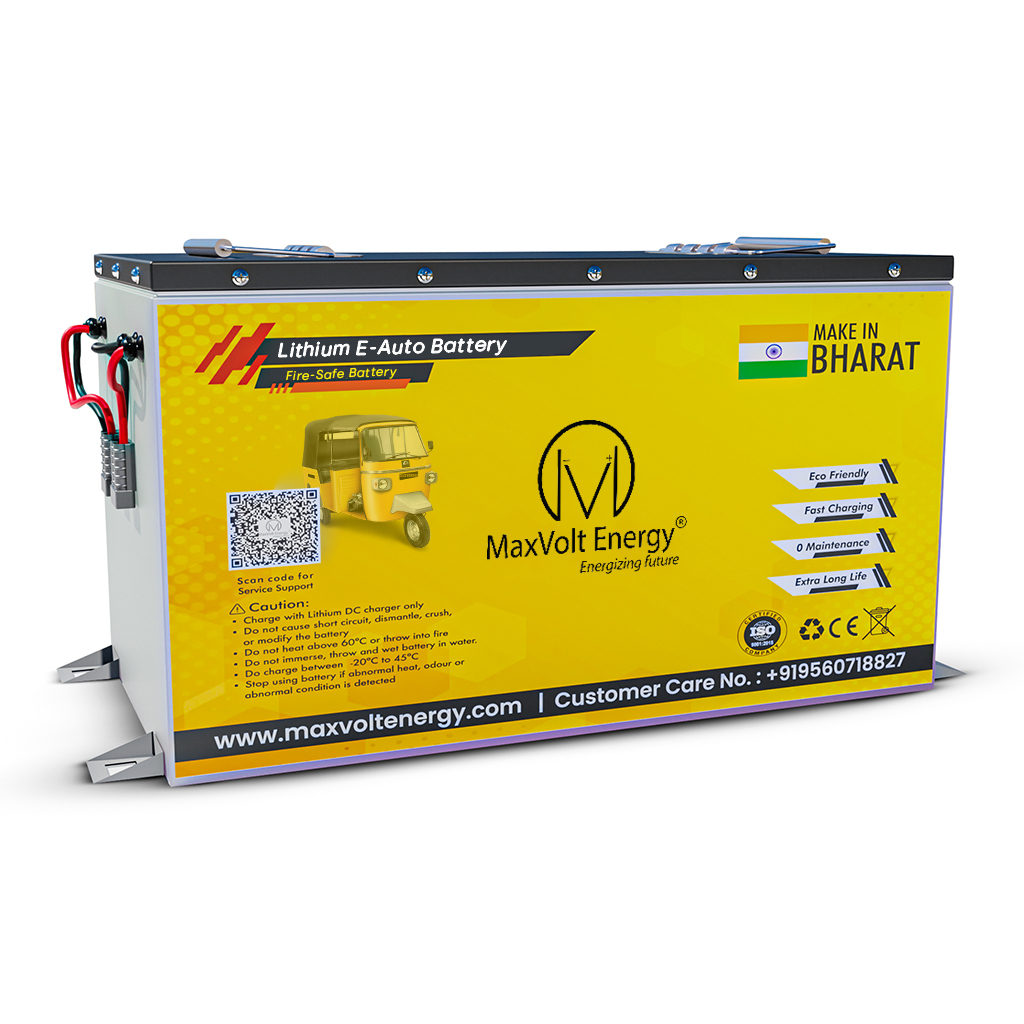 Lithium E-Auto Battery
Fire-Safe Battery
MAKE IN
BHARAT
MaxVolt Energy®
Energizing future
Eco Friendly
Fast Charging
0 Maintenance
Extra Long Life
Scan code for
Service Support
Caution:
• Charge with Lithium DC charger only
• Do not cause short circuit, dismantle, crush,
or modify the battery
• Do not heat above 60°C or throw into fire
• Do not immerse, throw and wet battery in water.
• Do charge between -20°C to 45°C
• Stop using battery if abnormal heat, odour or
abnormal condition is detected
CERTIFIED
ISO
9001:2015
COMPANY
CE
www.maxvoltenergy.com | Customer Care No. : +919560718827